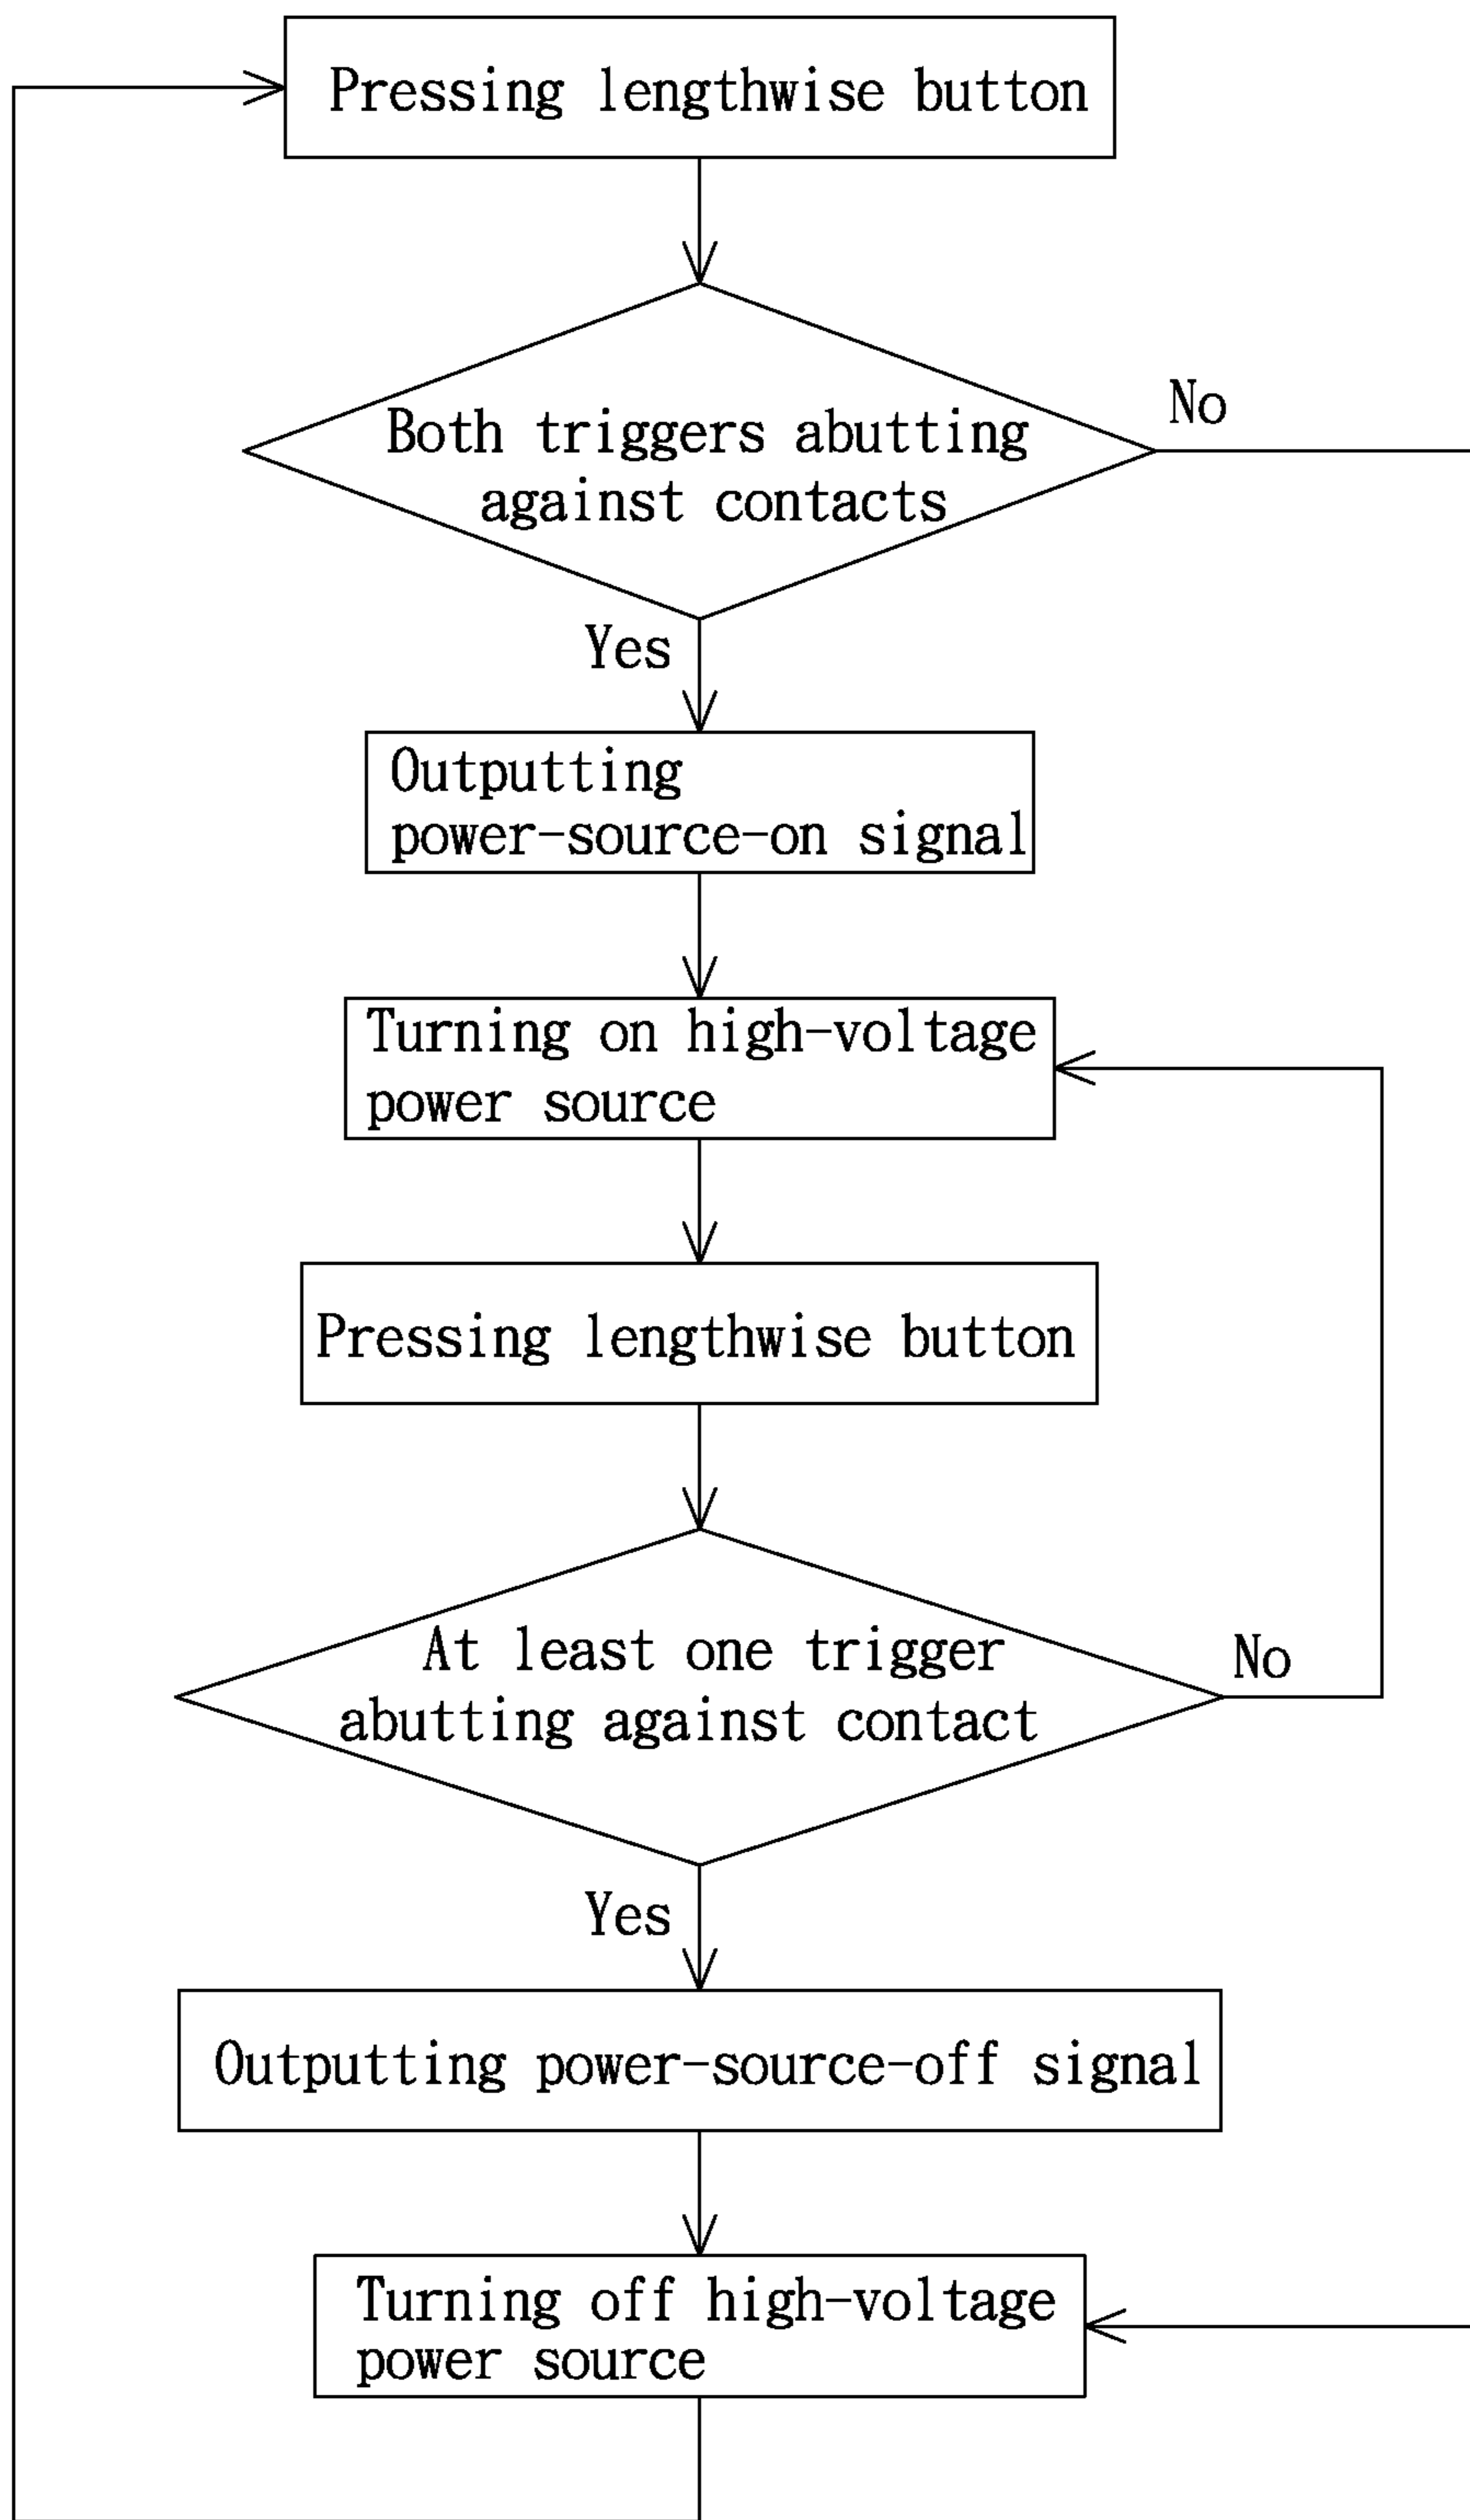 Pressing lengthwise button
No
Both triggers abutting
against contacts
Yes
Outputting
power-source-on signal
Turning on high-voltage
power source
Pressing lengthwise button
At least one trigger
No
abutting against contact
Yes
Outputting power-source-off signal
Turning off high-voltage
power source